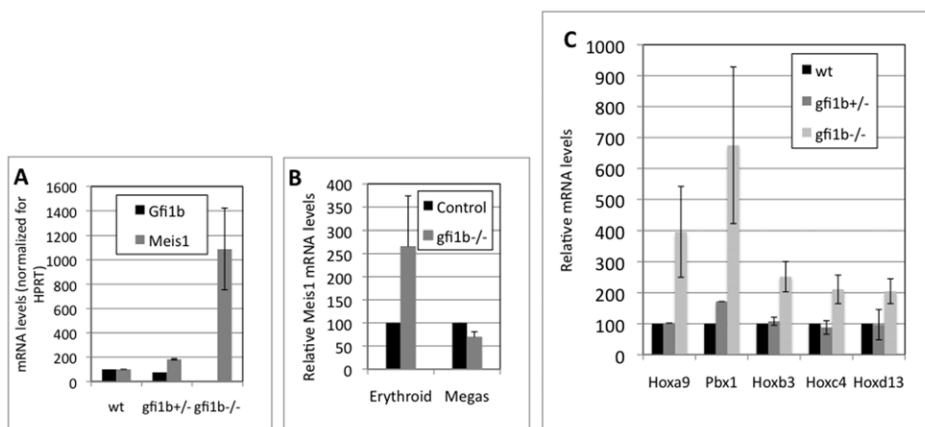 A
mRNA levels (normalized for
HPRT)
1600
1400
1200
1000
800
600
400
200
0
Gfi1b
Meis1
wt gfi1b+/- gfi1b-/-
B
Relative Meis1 mRNA levels
400
350
300
250
200
150
100
50
0
Control
gfi1b-/-
Erythroid Megas
C
Relative mRNA levels
1000
900
800
700
600
500
400
300
200
100
0
wt
gfi1b+/-
gfi1b-/-
Hoxa9 Pbx1 Hoxb3 Hoxc4 Hoxd13